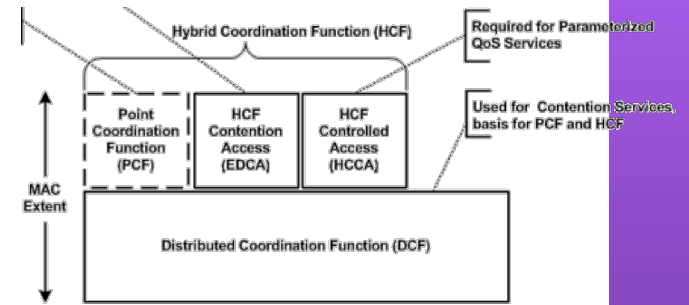 Hybrid Coordination Function (HCF)
Required for Parameterized
QoS Services
Used for Contention Services,
basis for PCF and HCF
Point
Coordination
Function
(PCF)
HCF
Contention
Access
(EDCA)
HCF
Controlled
Access
(HCCA)
MAC
Extent
Distributed Coordination Function (DCF)